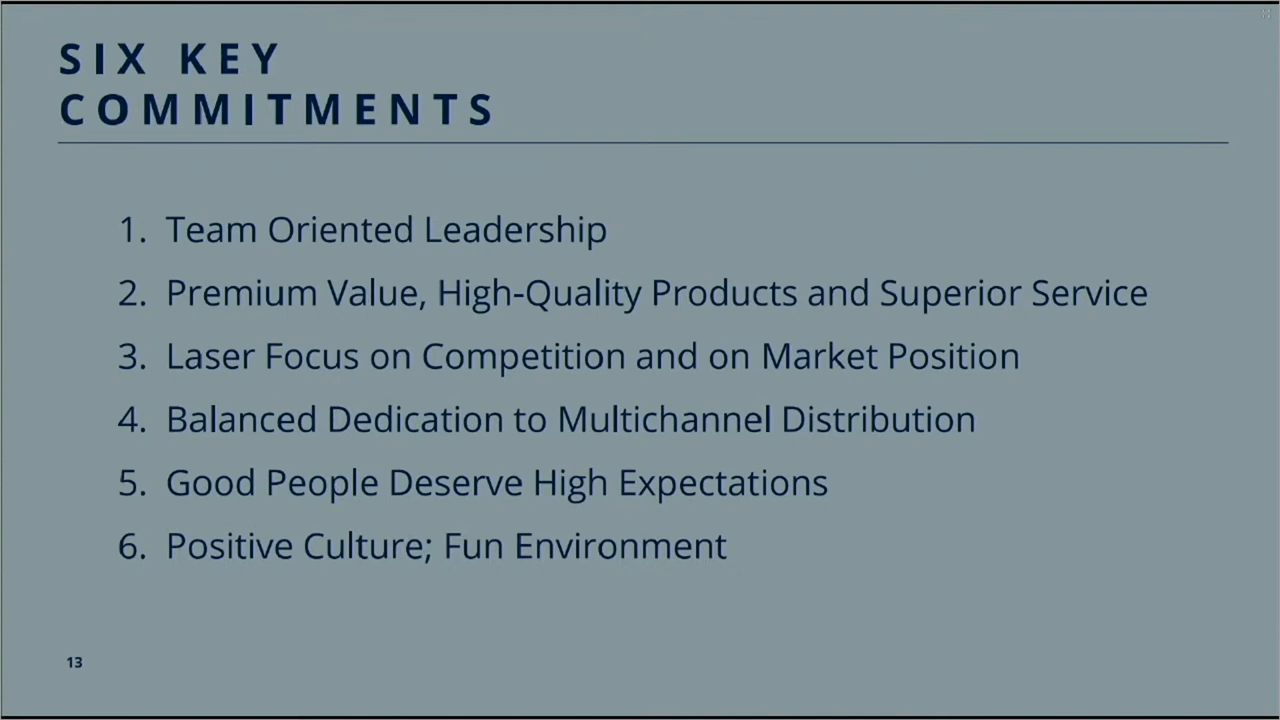 SIX KEY
COMMITMENTS
1. Team Oriented Leadership
2. Premium Value, High-Quality Products and Superior Service
3. Laser Focus on Competition and on Market Position
4. Balanced Dedication to Multichannel Distribution
5. Good People Deserve High Expectations
6. Positive Culture; Fun Environment
13